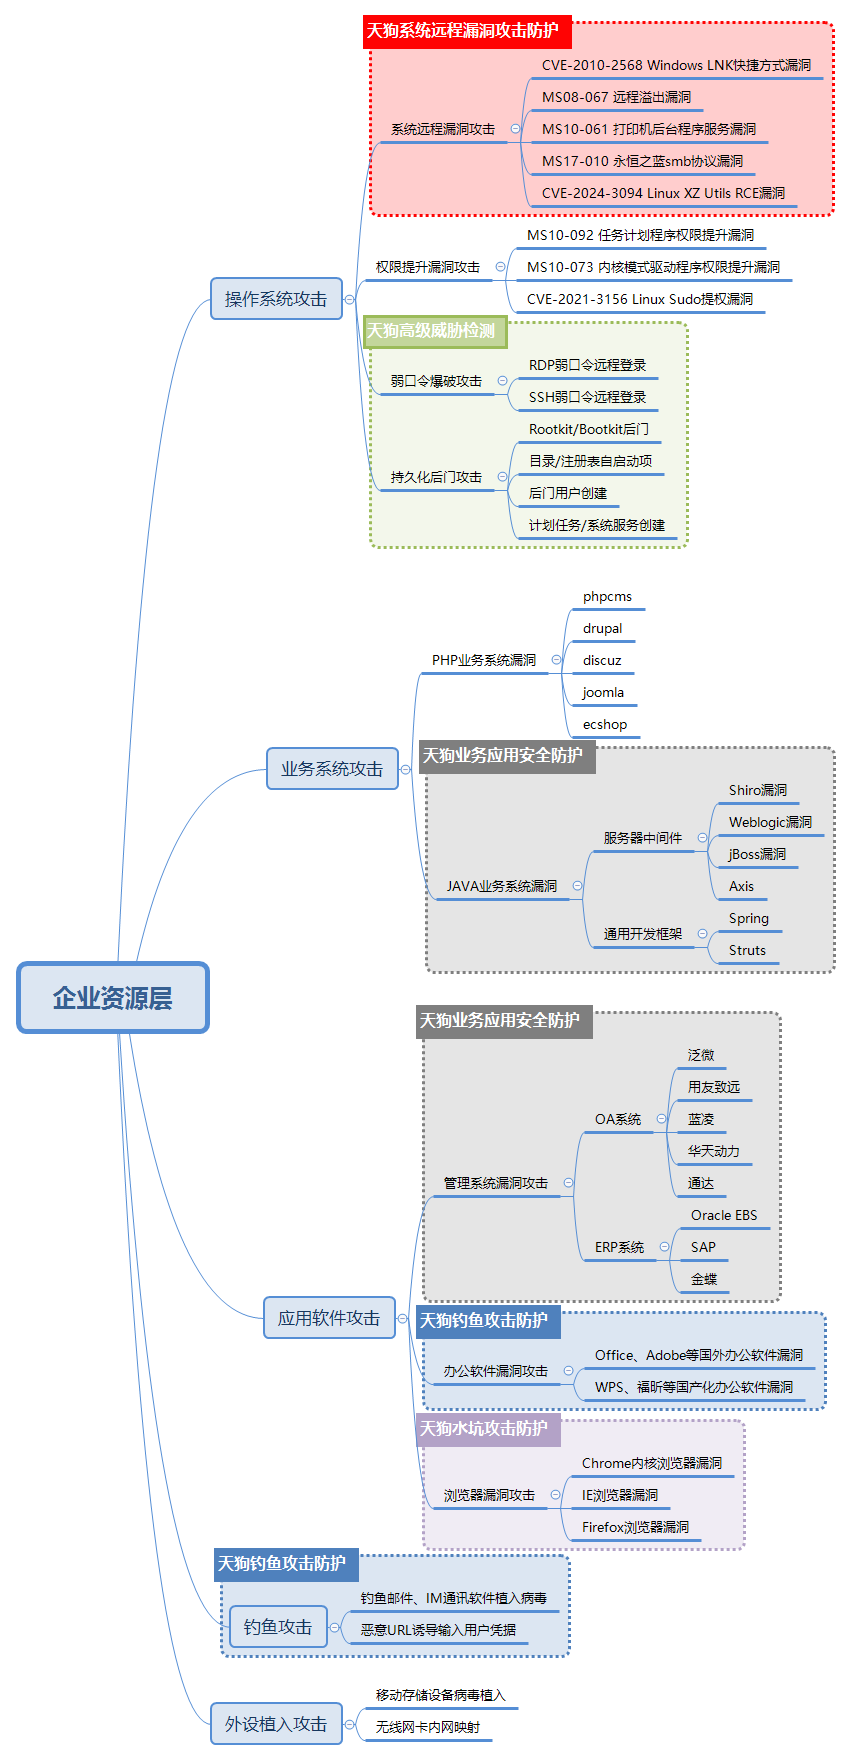 天狗系统远程漏洞攻击防护
CVE-2010-2568 Windows LNK快捷方式漏洞
MS08-067 远程溢出漏洞
系统远程漏洞攻击
MS10-061 打印机后台程序服务漏洞
MS17-010 永恒之蓝smb协议漏洞
CVE-2024-3094 Linux XZ Utils RCE漏洞
MS10-092 任务计划程序权限提升漏洞
权限提升漏洞攻击
MS10-073 内核模式驱动程序权限提升漏洞
操作系统攻击
CVE-2021-3156 Linux Sudo提权漏洞
天狗高级威胁检测
RDP弱口令远程登录
弱口令爆破攻击
SSH弱口令远程登录
Rootkit/Bootkit后门
目录/注册表自启动项
持久化后门攻击
后门用户创建
计划任务/系统服务创建
phpcms
drupal
PHP业务系统漏洞
discuz
joomla
ecshop
天狗业务应用安全防护
业务系统攻击
Shiro漏洞
Weblogic漏洞
服务器中间件
jBoss漏洞
JAVA业务系统漏洞
Axis
Spring
通用开发框架
Struts
企业资源层
天狗业务应用安全防护
泛微
用友致远
OA系统
蓝凌
华天动力
管理系统漏洞攻击
通达
Oracle EBS
ERP系统
SAP
金蝶
应用软件攻击
天狗钓鱼攻击防护
Office、Adobe等国外办公软件漏洞
办公软件漏洞攻击
WPS、福昕等国产化办公软件漏洞
天狗水坑攻击防护
Chrome内核浏览器漏洞
浏览器漏洞攻击
IE浏览器漏洞
Firefox浏览器漏洞
天狗钓鱼攻击防护
钓鱼邮件、IM通讯软件植入病毒
钓鱼攻击
恶意URL诱导输入用户凭据
移动存储设备病毒植入
外设植入攻击
无线网卡内网映射